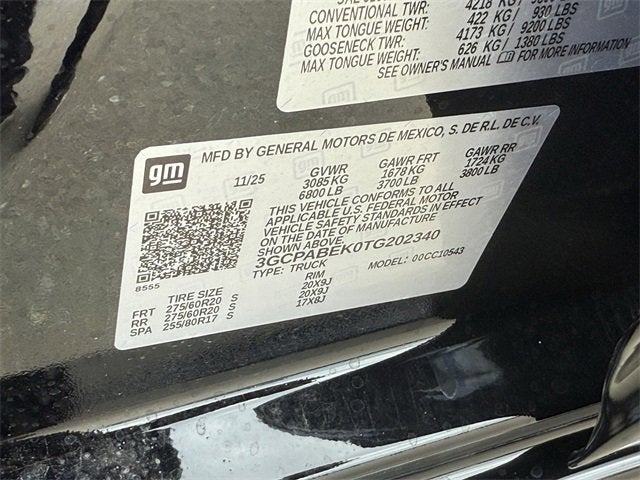 CONVENTIONAL TWR: 4218 KG /
MAX TONGUE WEIGHT: 422 KG / 930 LBS
GOOSENECK TWR: 4173 KG / 9200 LBS
MAX TONGUE WEIGHT: 626 KG / 1380 LBS
SEE OWNER'S MANUAL FOR MORE INFORMATION
gm
MFD BY GENERAL MOTORS DE MEXICO, S. DE R.L. DE C.V.
11/25 GVWR GAWR FRT GAWR RR
3085 KG 1678 KG 1724 KG
6800 LB 3700 LB 3800 LB
THIS VEHICLE CONFORMS TO ALL
APPLICABLE U.S. FEDERAL MOTOR
VEHICLE SAFETY STANDARDS IN EFFECT
ON THE DATE OF MANUFACTURE
SHOWN ABOVE.
3GCPABEK0TG202340
TYPE: TRUCK MODEL: 00CC10543
8555
TIRE SIZE RIM
FRT 275/60R20 S 20X9J
RR 275/60R20 S 20X9J
SPA 255/80R17 S 17X8J